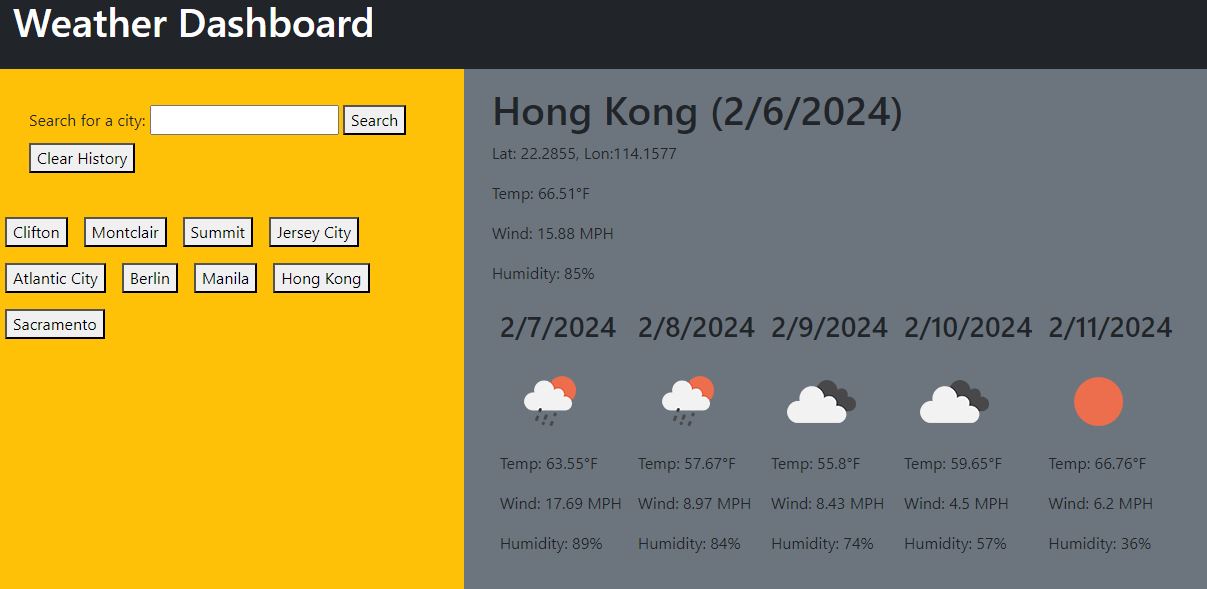 Weather Dashboard
Search for a city: Search
Clear History
Clifton Montclair Summit Jersey City
Atlantic City Berlin Manila Hong Kong
Sacramento
Hong Kong (2/6/2024)
Lat: 22.2855, Lon:114.1577
Temp: 66.51°F
Wind: 15.88 MPH
Humidity: 85%
2/7/2024 2/8/2024 2/9/2024 2/10/2024 2/11/2024
Temp: 63.55°F Temp: 57.67°F Temp: 55.8°F Temp: 59.65°F Temp: 66.76°F
Wind: 17.69 MPH Wind: 8.97 MPH Wind: 8.43 MPH Wind: 4.5 MPH Wind: 6.2 MPH
Humidity: 89% Humidity: 84% Humidity: 74% Humidity: 57% Humidity: 36%